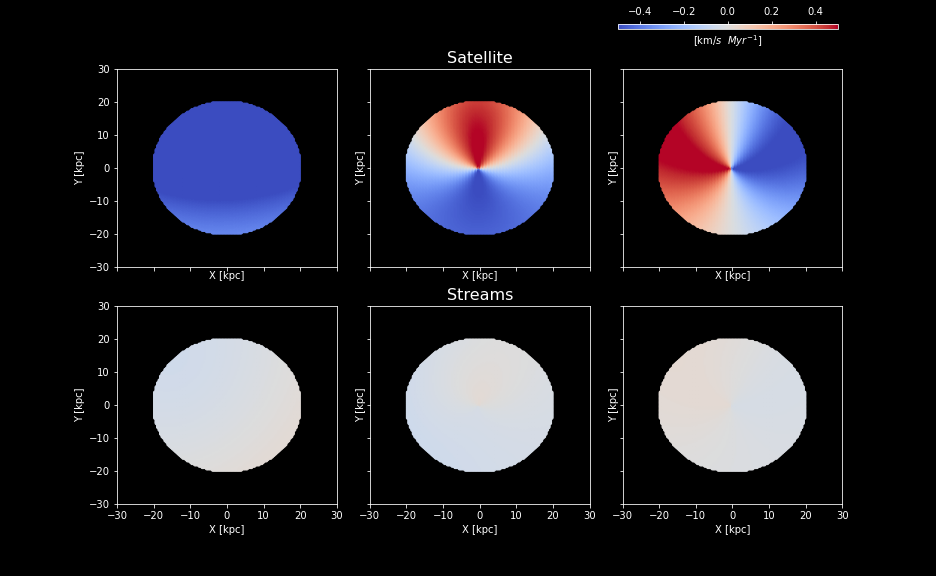 −0.4 −0.2 0.0 0.2 0.4
[km/s Myr⁻¹]
Satellite
30
20
10
0
−10
−20
−30
Y [kpc]
X [kpc]
Y [kpc]
X [kpc]
Y [kpc]
X [kpc]
Streams
30
20
10
0
−10
−20
−30
Y [kpc]
−30 −20 −10 0 10 20 30
X [kpc]
Y [kpc]
−30 −20 −10 0 10 20 30
X [kpc]
Y [kpc]
−30 −20 −10 0 10 20 30
X [kpc]